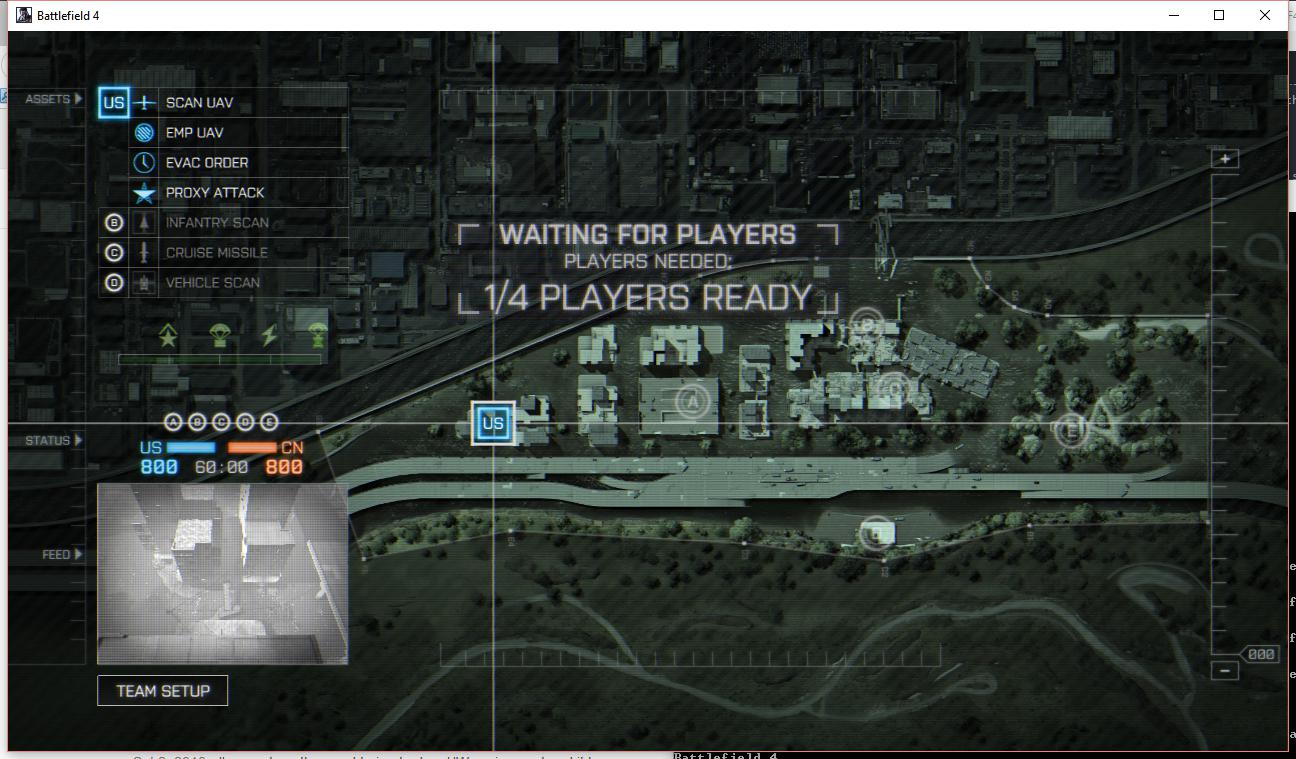 Battlefield 4
ASSETS
US SCAN UAV
EMP UAV
EVAC ORDER
PROXY ATTACK
B INFANTRY SCAN
C CRUISE MISSILE
D VEHICLE SCAN
WAITING FOR PLAYERS
PLAYERS NEEDED:
1/4 PLAYERS READY
A
US
E
+
A B C D E
STATUS
US CN
800 60:00 800
FEED
000
-
TEAM SETUP
Battlefield 4